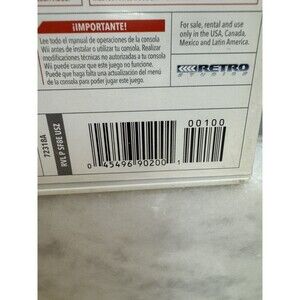 ¡IMPORTANTE!
Lee todo el manual de operaciones de la consola
Wii antes de instalar o utilizar tu consola. Realizar
modificaciones técnicas no autorizadas a tu consola
Wii puede causar que este juego no funcione.
Puede que haga falta una actualización del menú
de la consola para jugar este juego.
For sale, rental and use
only in the USA, Canada,
Mexico and Latin America.
RETRO
STUDIOS
72318A
RVL P SF8E USZ
00100
0 45496 90200 1